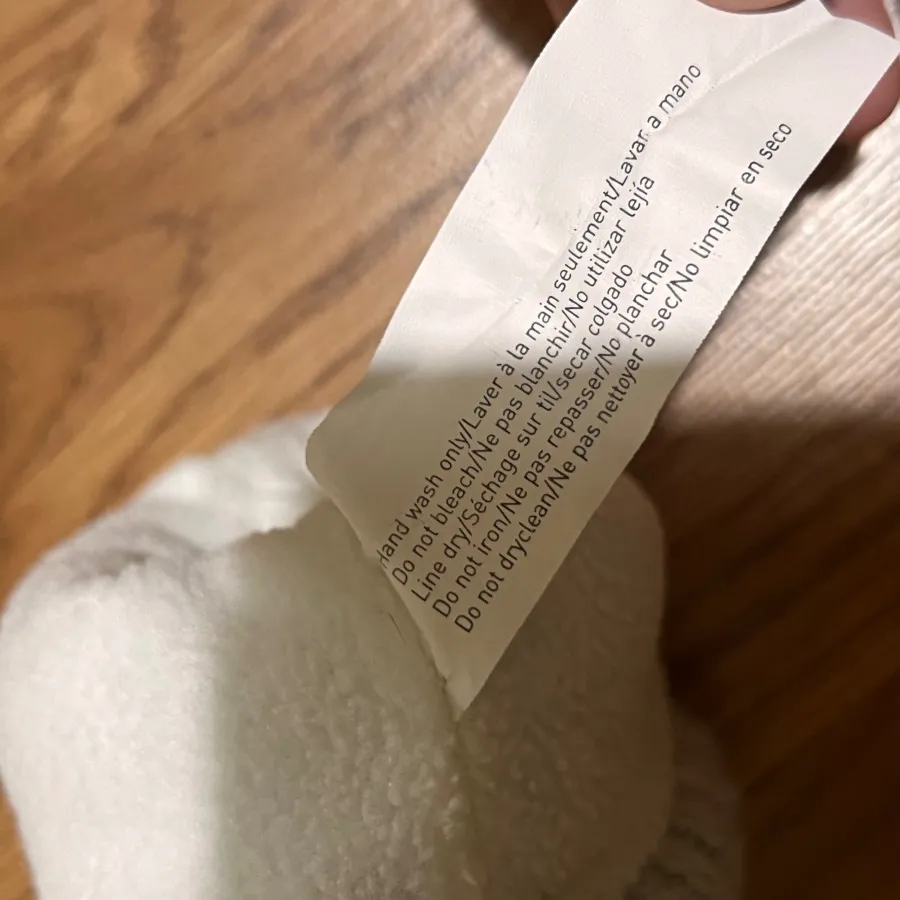 Hand wash only/Laver à la main seulement/Lavar a mano
Do not bleach/Ne pas blanchir/No utilizar lejía
Line dry/Séchage sur til/secar colgado
Do not iron/Ne pas repasser/No planchar
Do not dryclean/Ne pas nettoyer à sec/No limpiar en seco